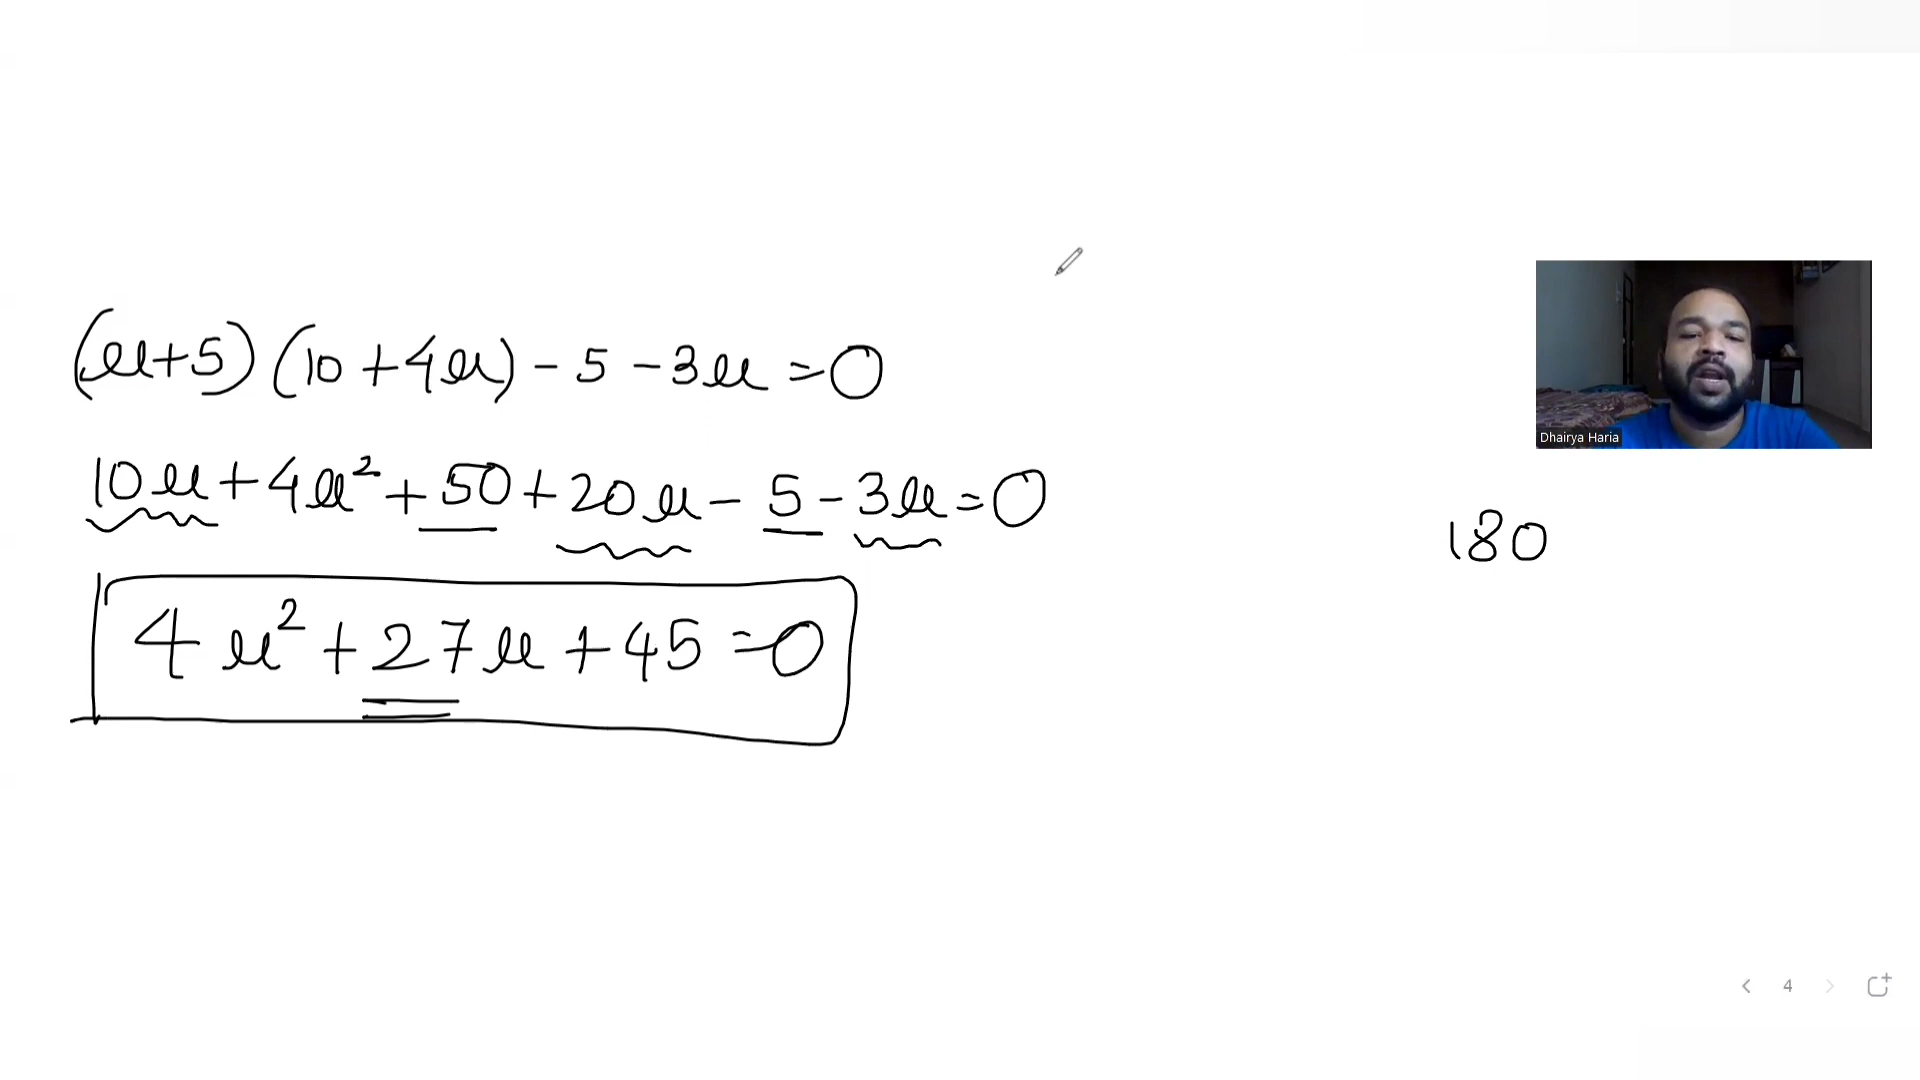 (x+5) (10+4x) - 5 - 3x = 0
10x + 4x² + 50 + 20x - 5 - 3x = 0
4x² + 27x + 45 = 0
180
Dhairya Haria
4